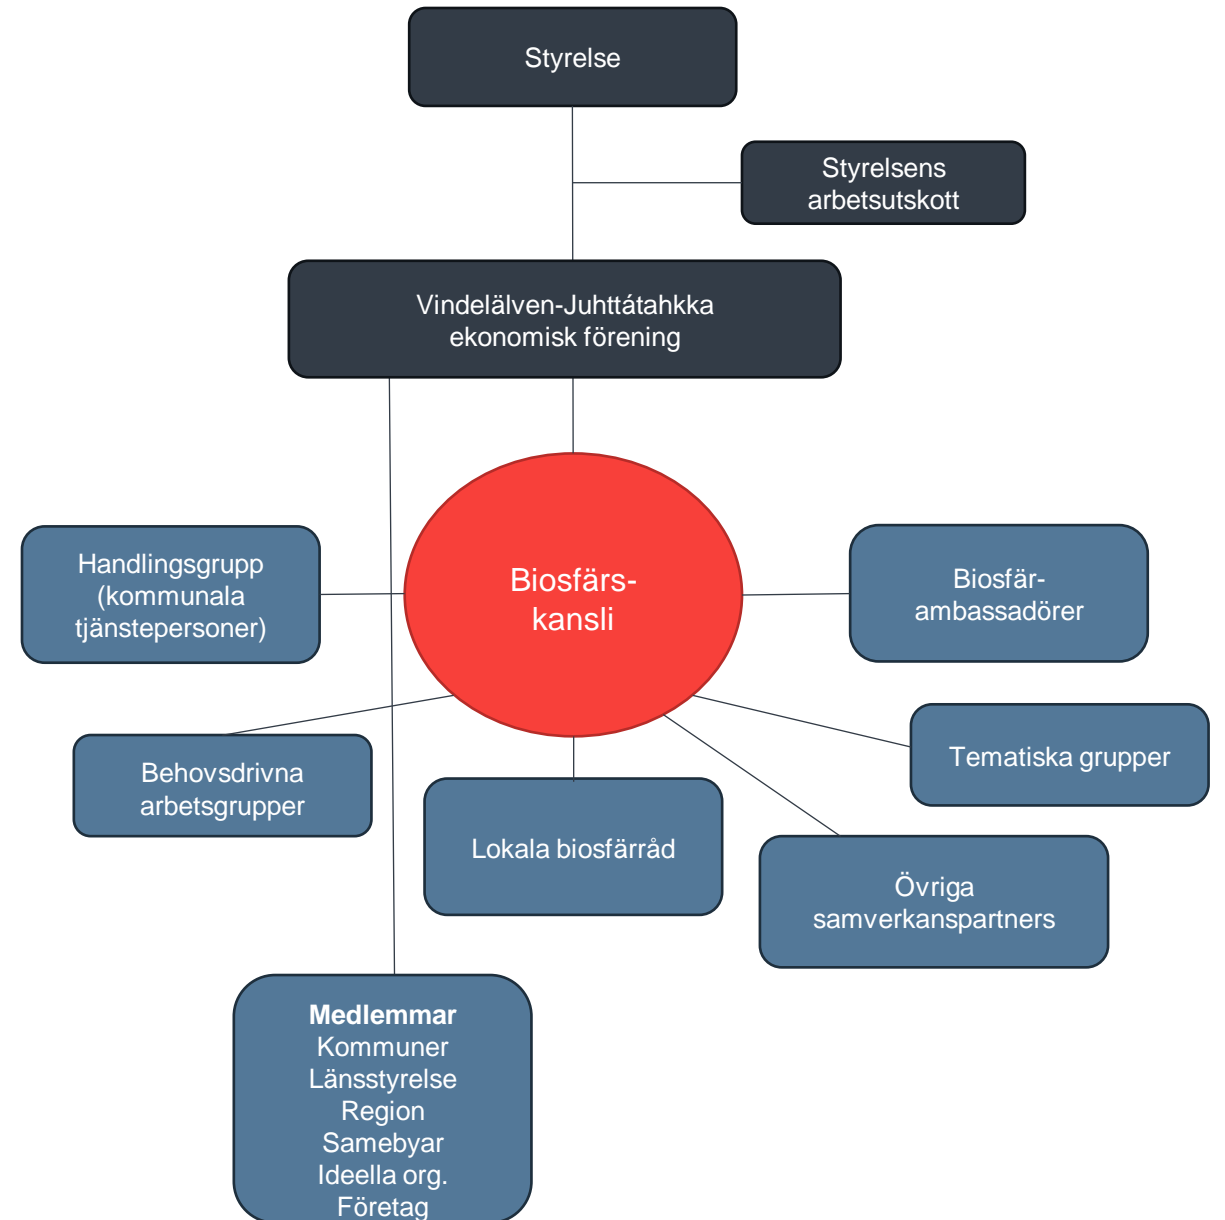 Styrelse
Styrelsens
arbetsutskott
Vindelälven-Juhttátahkka
ekonomisk förening
Biosfärs-
kansli
Handlingsgrupp
(kommunala
tjänstepersoner)
Biosfär-
ambassadörer
Behovsdrivna
arbetsgrupper
Lokala biosfärråd
Tematiska grupper
Övriga
samverkanspartners
Medlemmar
Kommuner
Länsstyrelse
Region
Samebyar
Ideella org.
Företag